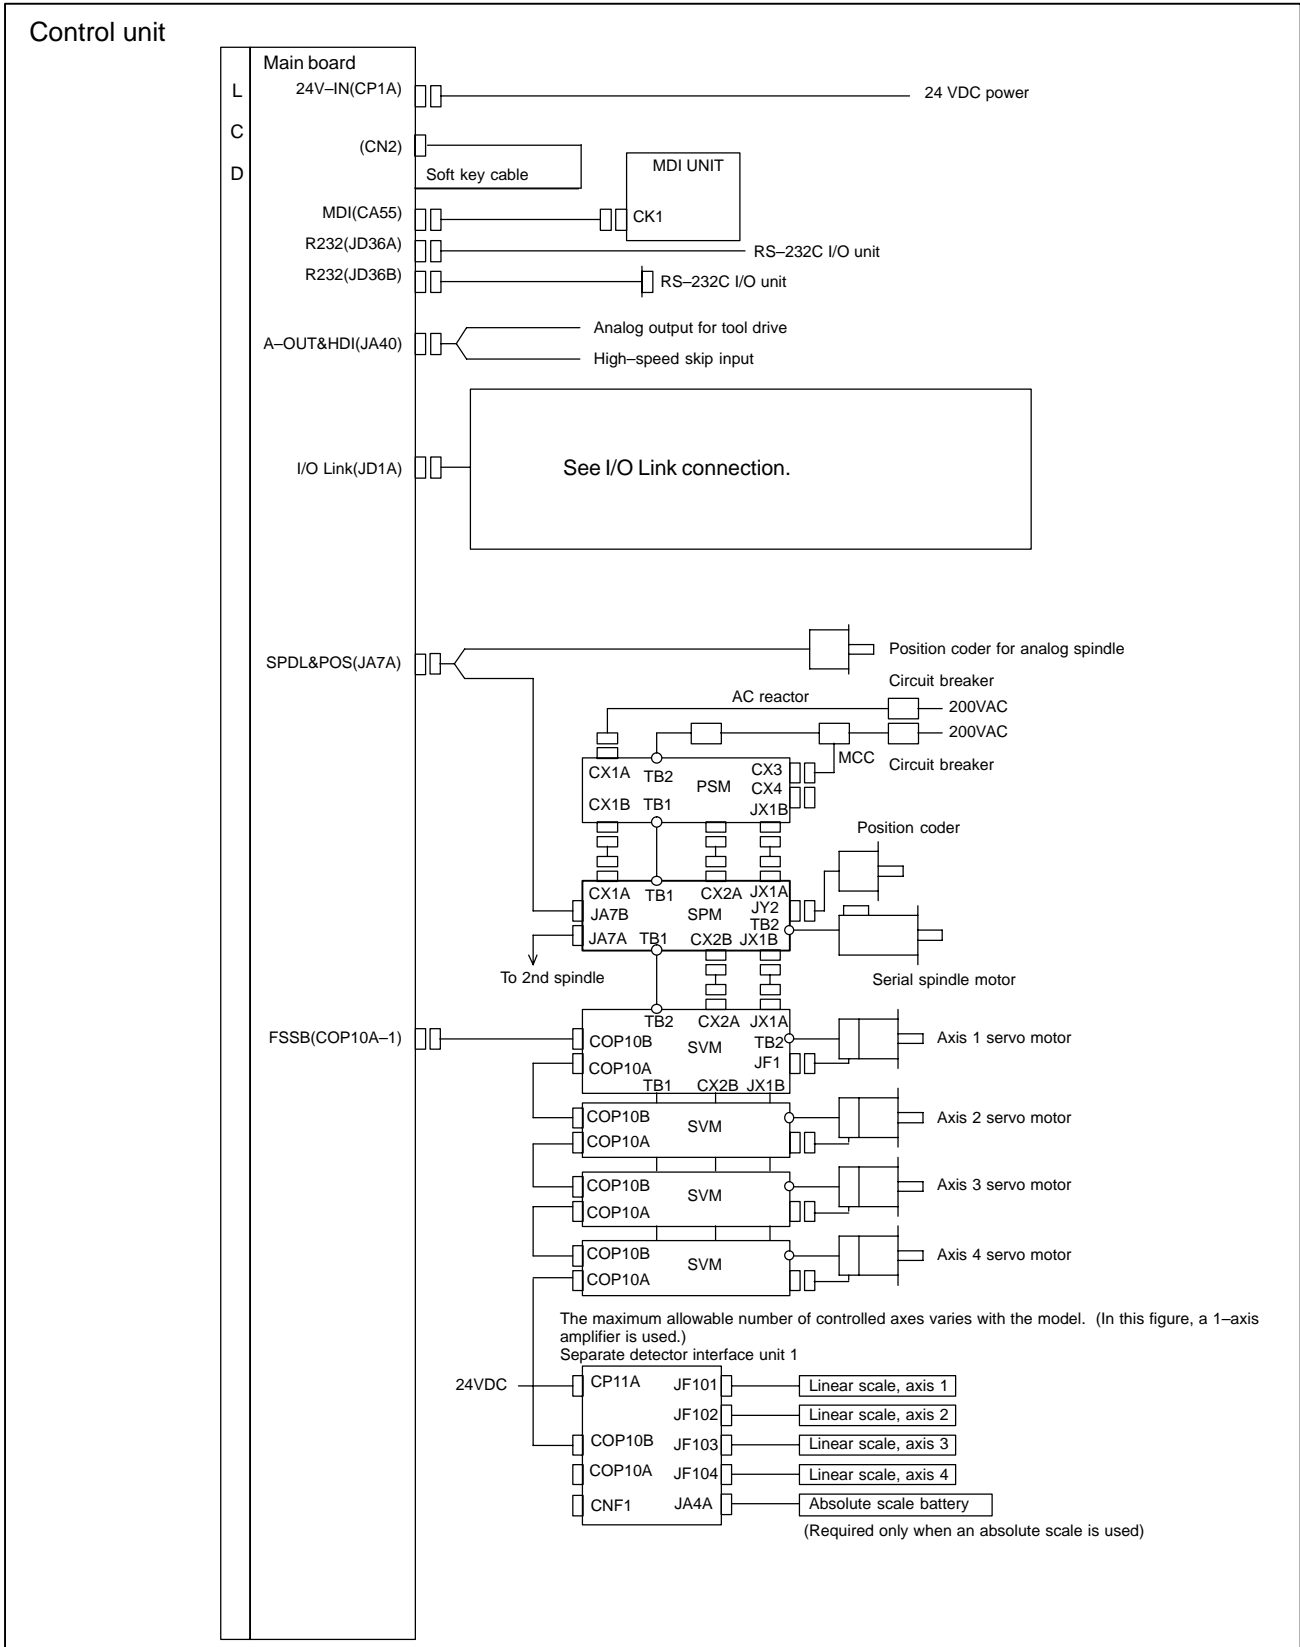 Control unit
Main board
L
C
D
24V–IN(CP1A)
24 VDC power
(CN2)
Soft key cable
MDI UNIT
MDI(CA55)
CK1
R232(JD36A)
RS–232C I/O unit
R232(JD36B)
RS–232C I/O unit
A–OUT&HDI(JA40)
Analog output for tool drive
High–speed skip input
I/O Link(JD1A)
See I/O Link connection.
SPDL&POS(JA7A)
Position coder for analog spindle
Circuit breaker
AC reactor
200VAC
200VAC
MCC
Circuit breaker
CX1A TB2 PSM CX3
CX4
CX1B TB1 JX1B
Position coder
CX1A TB1 CX2A JX1A
JA7B SPM JY2
TB2
JA7A TB1 CX2B JX1B
To 2nd spindle
Serial spindle motor
TB2 CX2A JX1A
FSSB(COP10A–1)
COP10B SVM TB2
Axis 1 servo motor
COP10A JF1
TB1 CX2B JX1B
COP10B SVM
Axis 2 servo motor
COP10A
COP10B SVM
Axis 3 servo motor
COP10A
COP10B SVM
Axis 4 servo motor
COP10A
The maximum allowable number of controlled axes varies with the model. (In this figure, a 1–axis
amplifier is used.)
Separate detector interface unit 1
24VDC
CP11A JF101
Linear scale, axis 1
JF102
Linear scale, axis 2
COP10B JF103
Linear scale, axis 3
COP10A JF104
Linear scale, axis 4
CNF1 JA4A
Absolute scale battery
(Required only when an absolute scale is used)